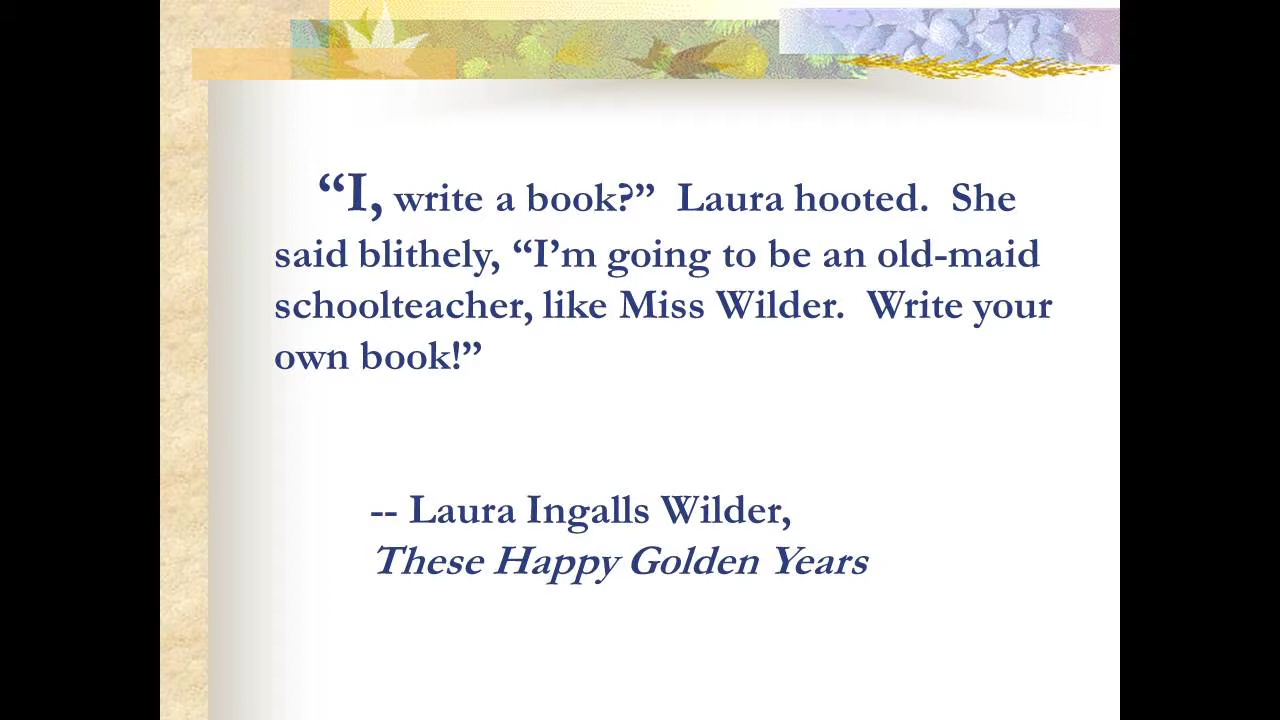 “I, write a book?”  Laura hooted.  She
said blithely, “I’m going to be an old-maid
schoolteacher, like Miss Wilder.  Write your
own book!”
-- Laura Ingalls Wilder,
These Happy Golden Years